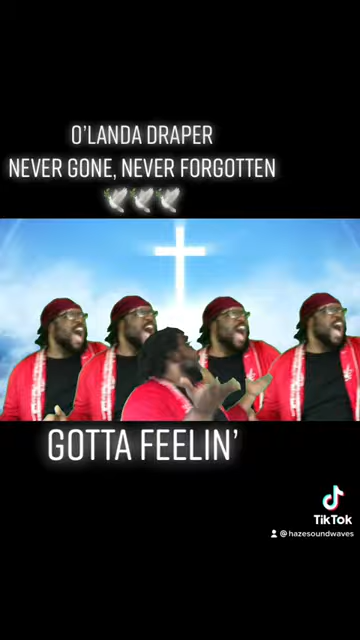 O'LANDA DRAPER
NEVER GONE, NEVER FORGOTTEN
🕊🕊🕊
GOTTA FEELIN'
TikTok
@hazesoundwaves